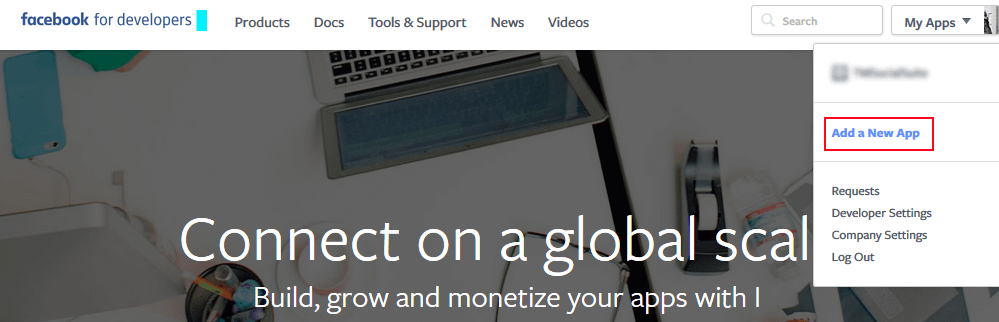 facebook for developers
Products
Docs
Tools & Support
News
Videos
Search
My Apps
Add a New App
Requests
Developer Settings
Company Settings
Log Out
Connect on a global scal
Build, grow and monetize your apps with